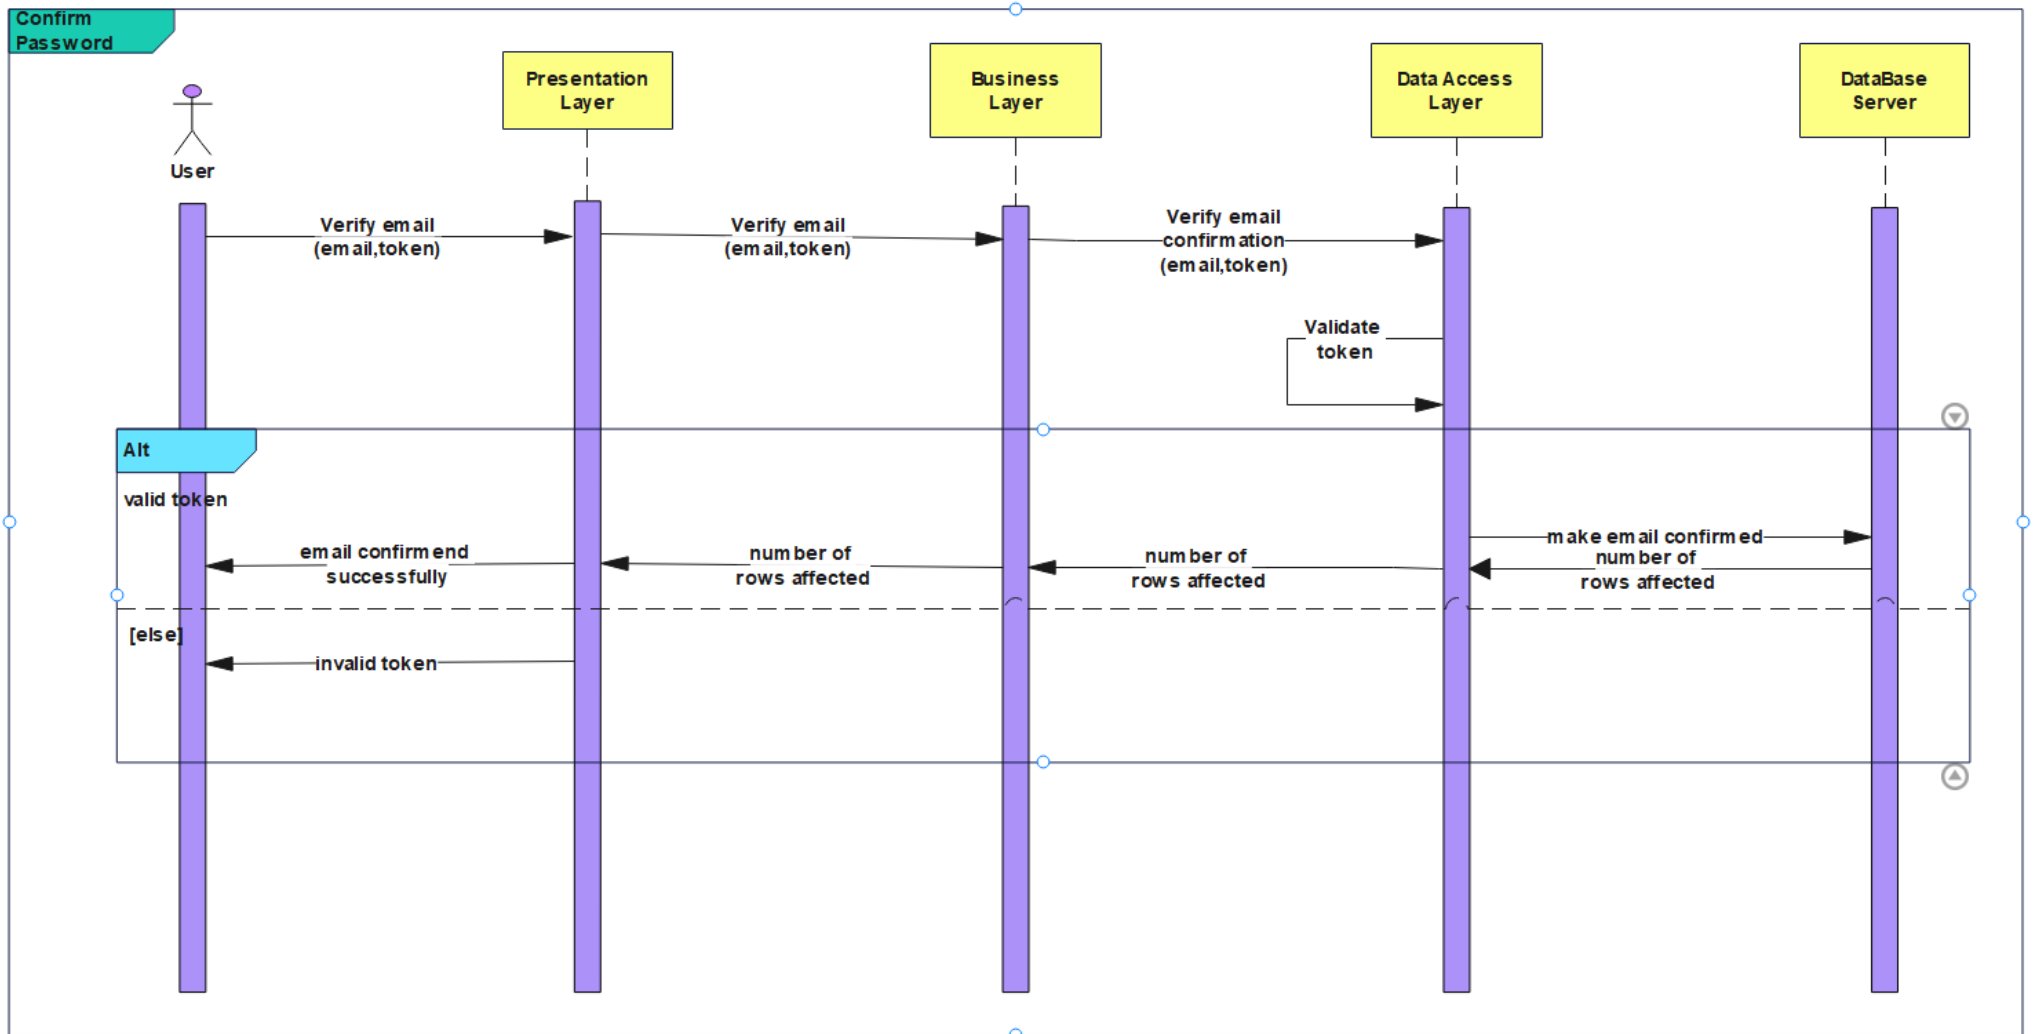 Confirm
Password
User
Presentation
Layer
Business
Layer
Data Access
Layer
DataBase
Server
Verify email
(email,token)
Verify email
(email,token)
Verify email
confirmation
(email,token)
Validate
token
Alt
valid token
email confirmend
successfully
number of
rows affected
number of
rows affected
make email confirmed
number of
rows affected
[else]
invalid token